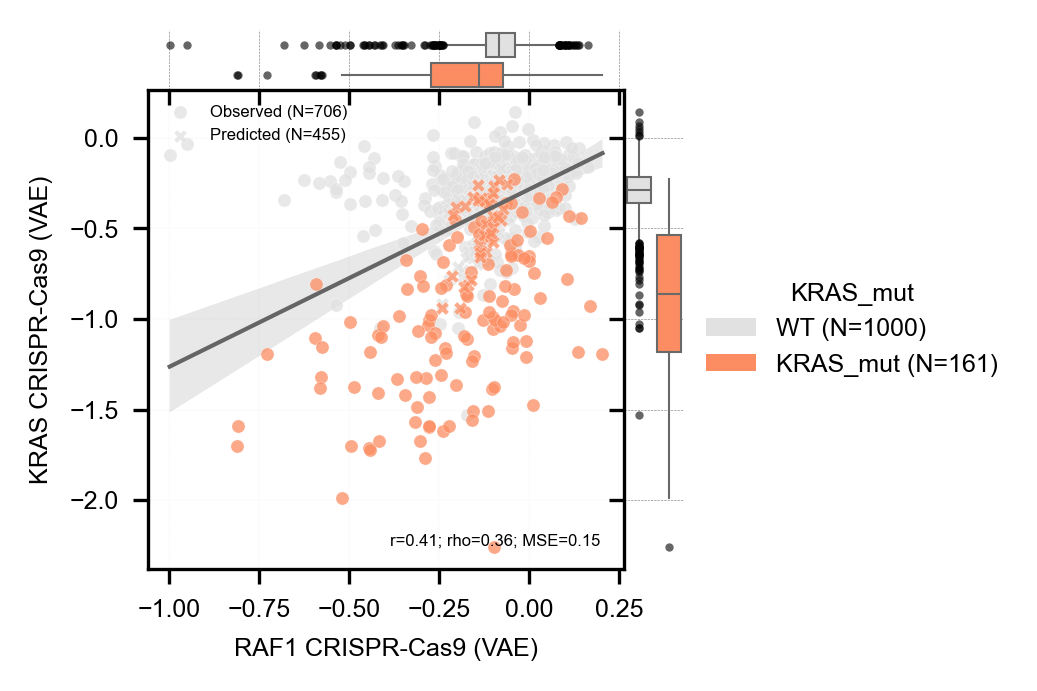 Observed (N=706)
Predicted (N=455)
0.0
−0.5
−1.0
−1.5
−2.0
KRAS CRISPR-Cas9 (VAE)
r=0.41; rho=0.36; MSE=0.15
−1.00 −0.75 −0.50 −0.25 0.00 0.25
RAF1 CRISPR-Cas9 (VAE)
KRAS_mut
WT (N=1000)
KRAS_mut (N=161)